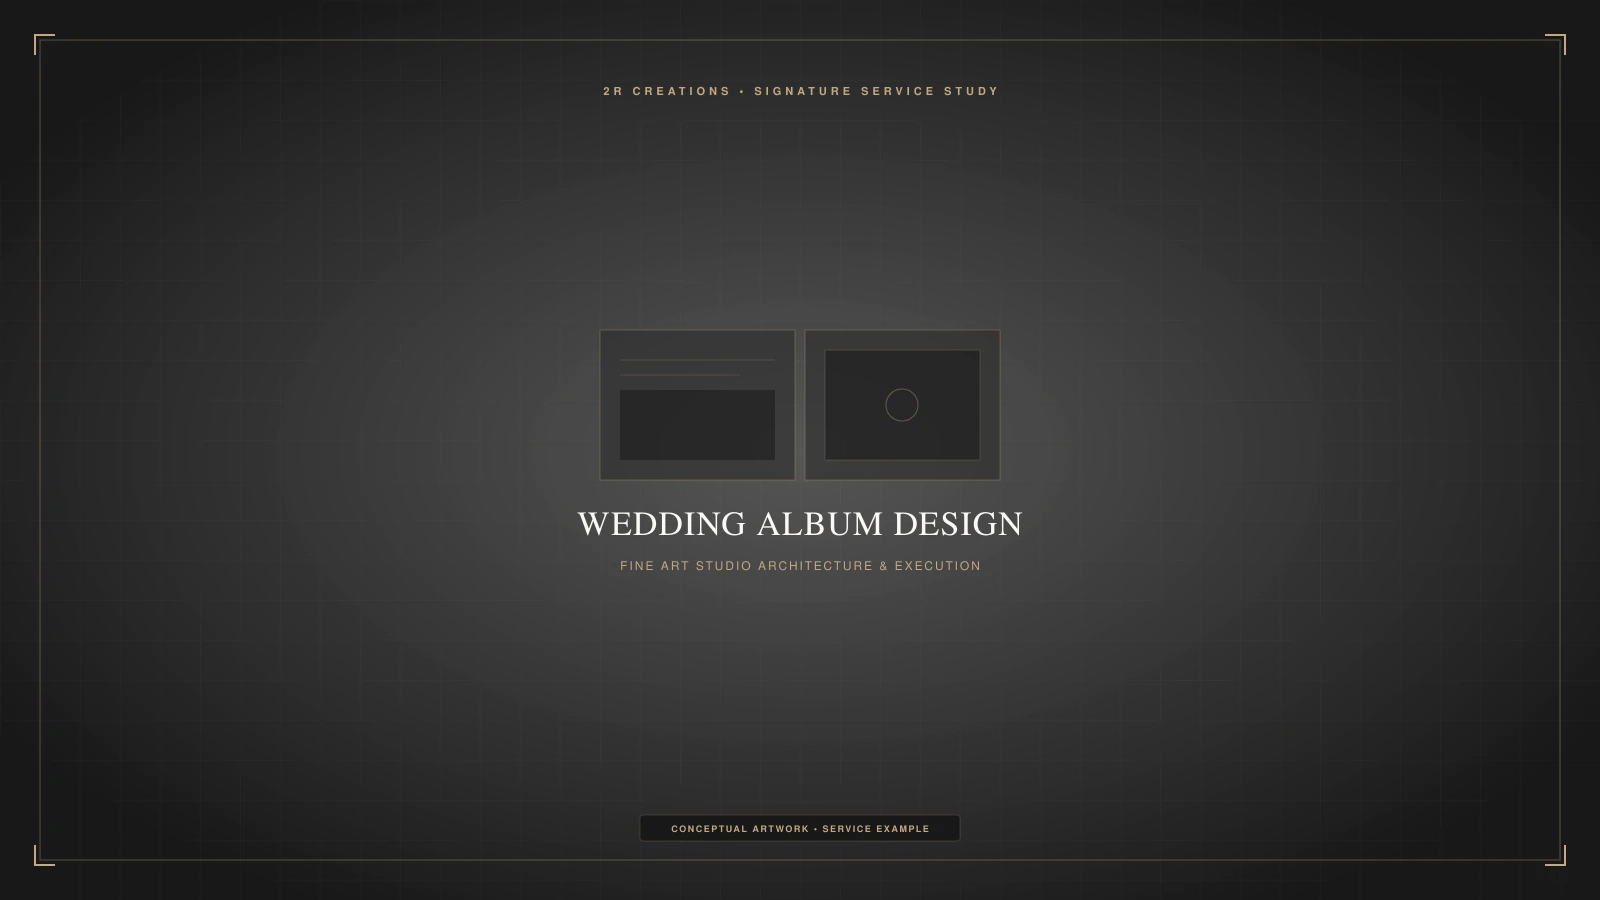 2R CREATIONS • SIGNATURE SERVICE STUDY
WEDDING ALBUM DESIGN
FINE ART STUDIO ARCHITECTURE & EXECUTION
CONCEPTUAL ARTWORK • SERVICE EXAMPLE